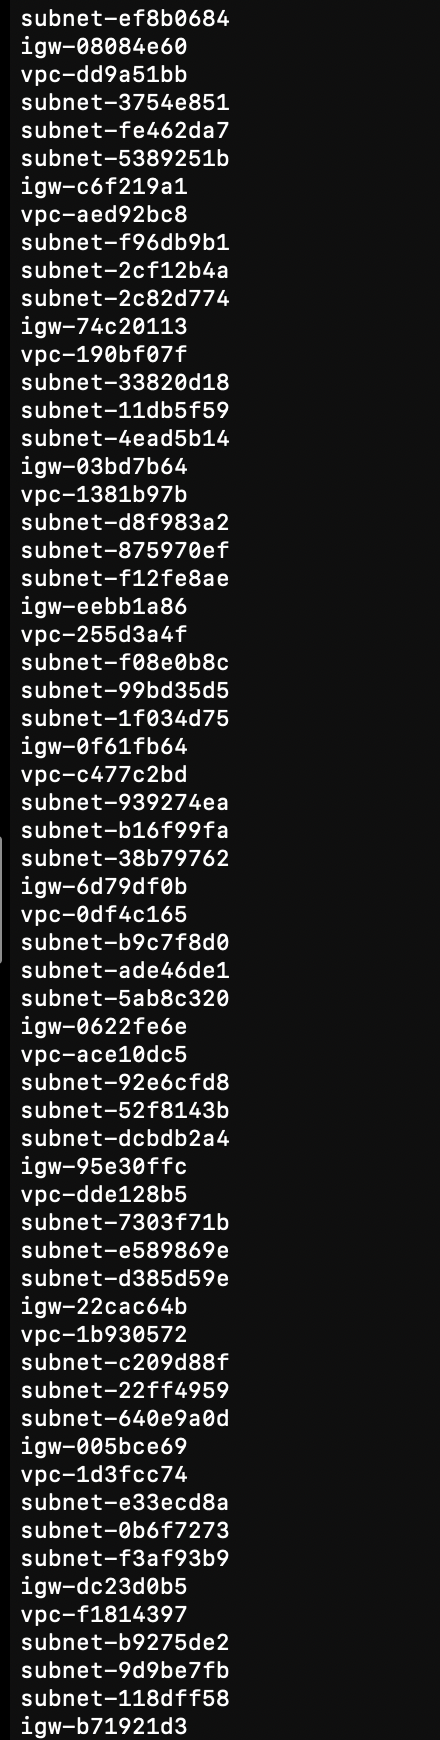 subnet-ef8b0684
igw-08084e60
vpc-dd9a51bb
subnet-3754e851
subnet-fe462da7
subnet-5389251b
igw-c6f219a1
vpc-aed92bc8
subnet-f96db9b1
subnet-2cf12b4a
subnet-2c82d774
igw-74c20113
vpc-190bf07f
subnet-33820d18
subnet-11db5f59
subnet-4ead5b14
igw-03bd7b64
vpc-1381b97b
subnet-d8f983a2
subnet-875970ef
subnet-f12fe8ae
igw-eebb1a86
vpc-255d3a4f
subnet-f08e0b8c
subnet-99bd35d5
subnet-1f034d75
igw-0f61fb64
vpc-c477c2bd
subnet-939274ea
subnet-b16f99fa
subnet-38b79762
igw-6d79df0b
vpc-0df4c165
subnet-b9c7f8d0
subnet-ade46de1
subnet-5ab8c320
igw-0622fe6e
vpc-ace10dc5
subnet-92e6cfd8
subnet-52f8143b
subnet-dcbdb2a4
igw-95e30ffc
vpc-dde128b5
subnet-7303f71b
subnet-e589869e
subnet-d385d59e
igw-22cac64b
vpc-1b930572
subnet-c209d88f
subnet-22ff4959
subnet-640e9a0d
igw-005bce69
vpc-1d3fcc74
subnet-e33ecd8a
subnet-0b6f7273
subnet-f3af93b9
igw-dc23d0b5
vpc-f1814397
subnet-b9275de2
subnet-9d9be7fb
subnet-118dff58
igw-b71921d3